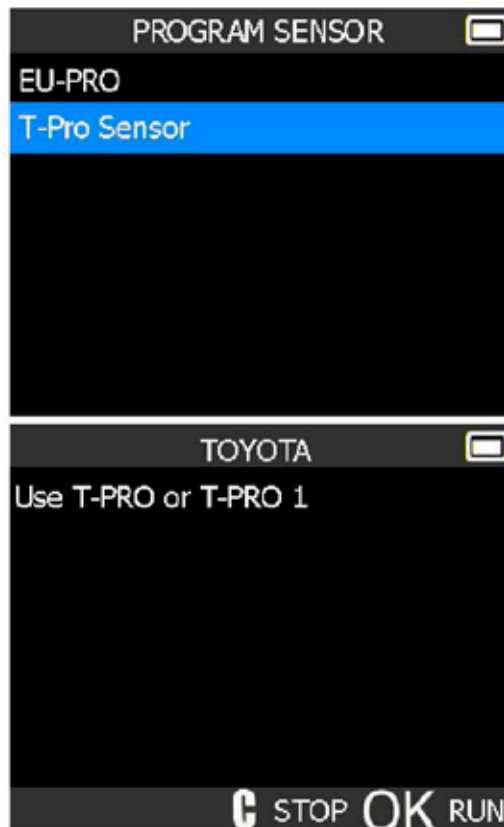 PROGRAM SENSOR
EU-PRO
T-Pro Sensor
TOYOTA
Use T-PRO or T-PRO 1
C STOP OK RUN